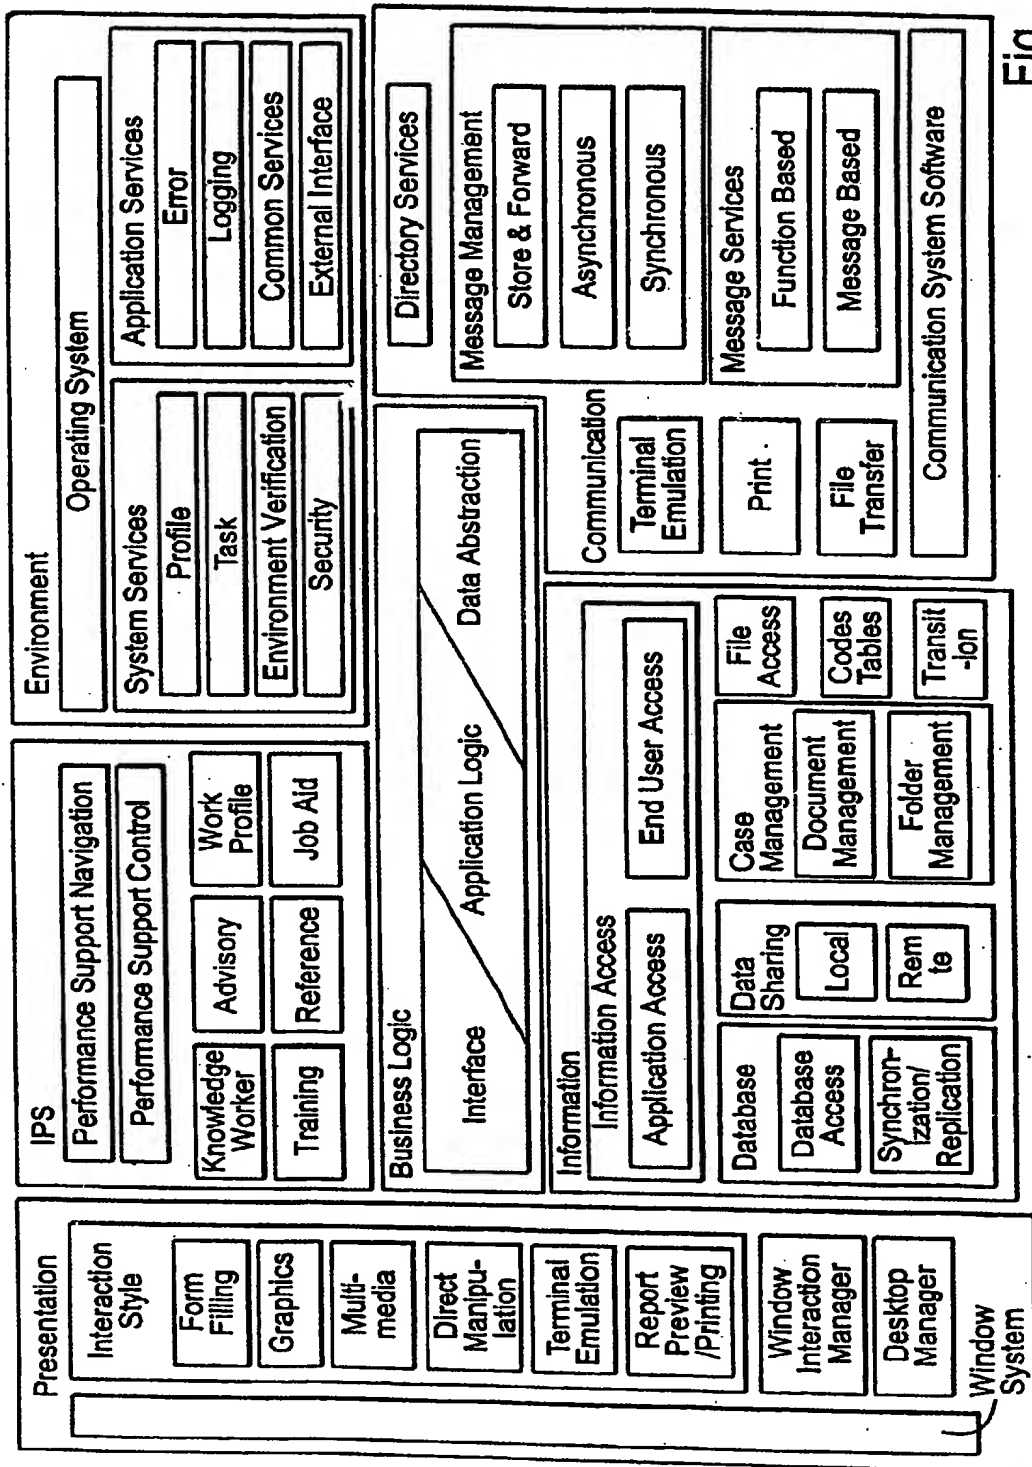 Presentation
Interaction
Style
Form
Filling
Graphics
Multi-
media
Direct
Manipu-
lation
Terminal
Emulation
Report
Preview
/Printing
Window
Interaction
Manager
Desktop
Manager
Window
System
IPS
Performance Support Navigation
Performance Support Control
Knowledge
Worker
Advisory
Work
Profile
Training
Reference
Job Aid
Environment
Operating System
System Services
Profile
Task
Environment Verification
Security
Application Services
Error
Logging
Common Services
External Interface
Business Logic
Interface
Application Logic
Data Abstraction
Information
Information Access
Application Access
End User Access
Database
Database
Access
Synchron-
ization/
Replication
Data
Sharing
Local
Rem
te
Case
Management
Document
Management
Folder
Management
File
Access
Codes
Tables
Transit
-ion
Communication
Terminal
Emulation
Print
File
Transfer
Directory Services
Message Management
Store & Forward
Asynchronous
Synchronous
Message Services
Function Based
Message Based
Communication System Software
Fig